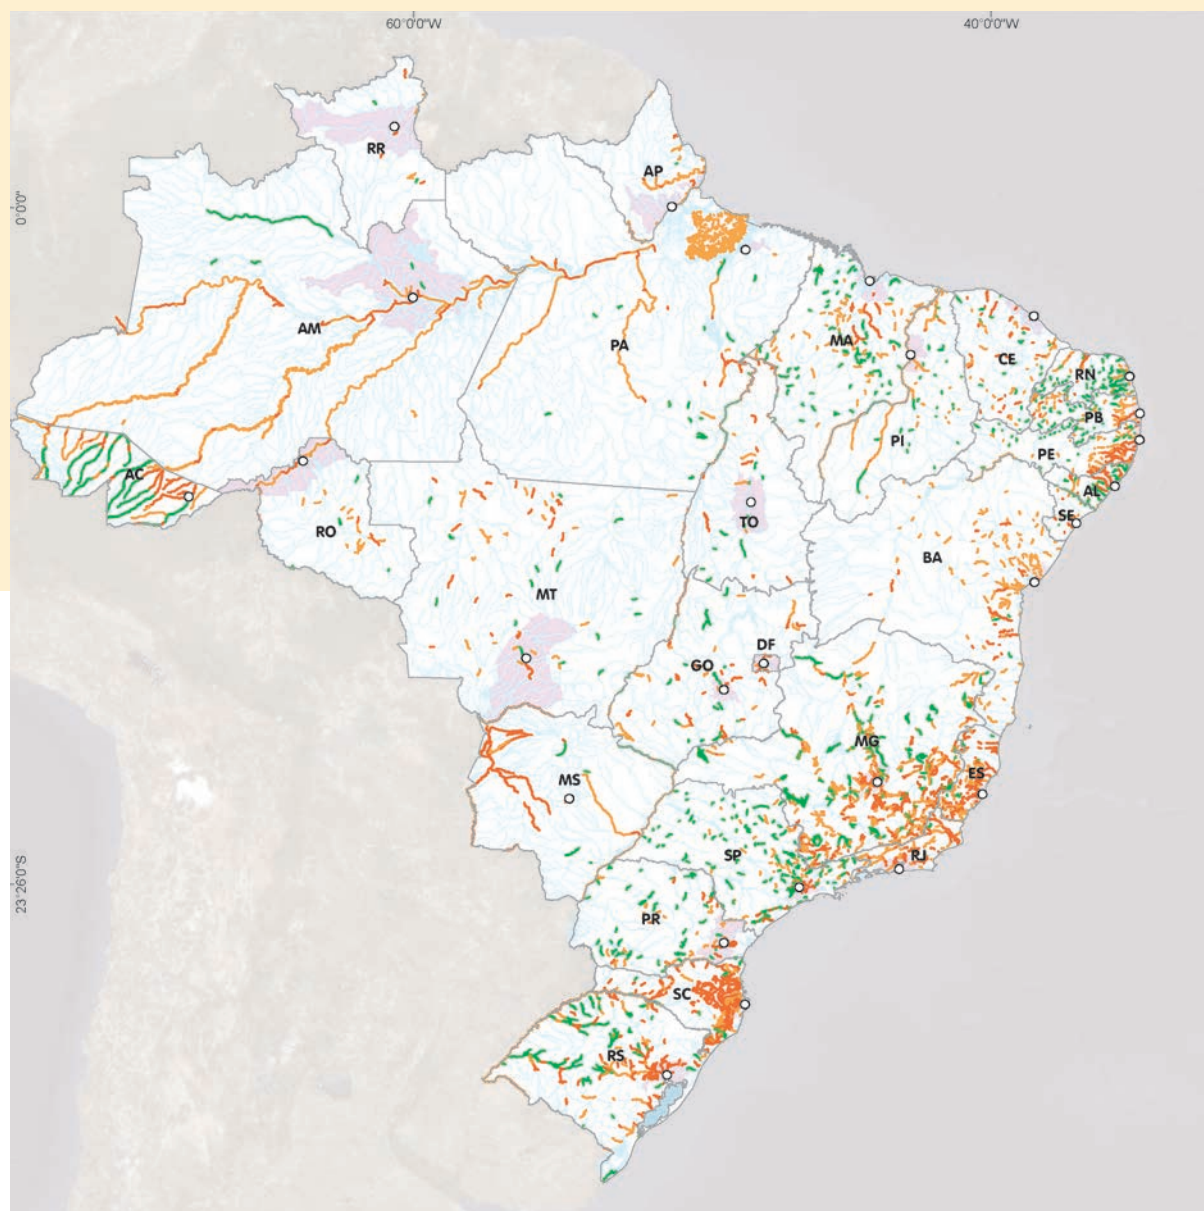 60°0'0"W
40°0'0"W
RR
AP
0°0'0"
AM
PA
MA
CE
RN
PB
PI
PE
AC
AL
SE
TO
RO
BA
MT
DF
GO
MG
ES
MS
SP
RJ
23°26'0"S
PR
SC
RS